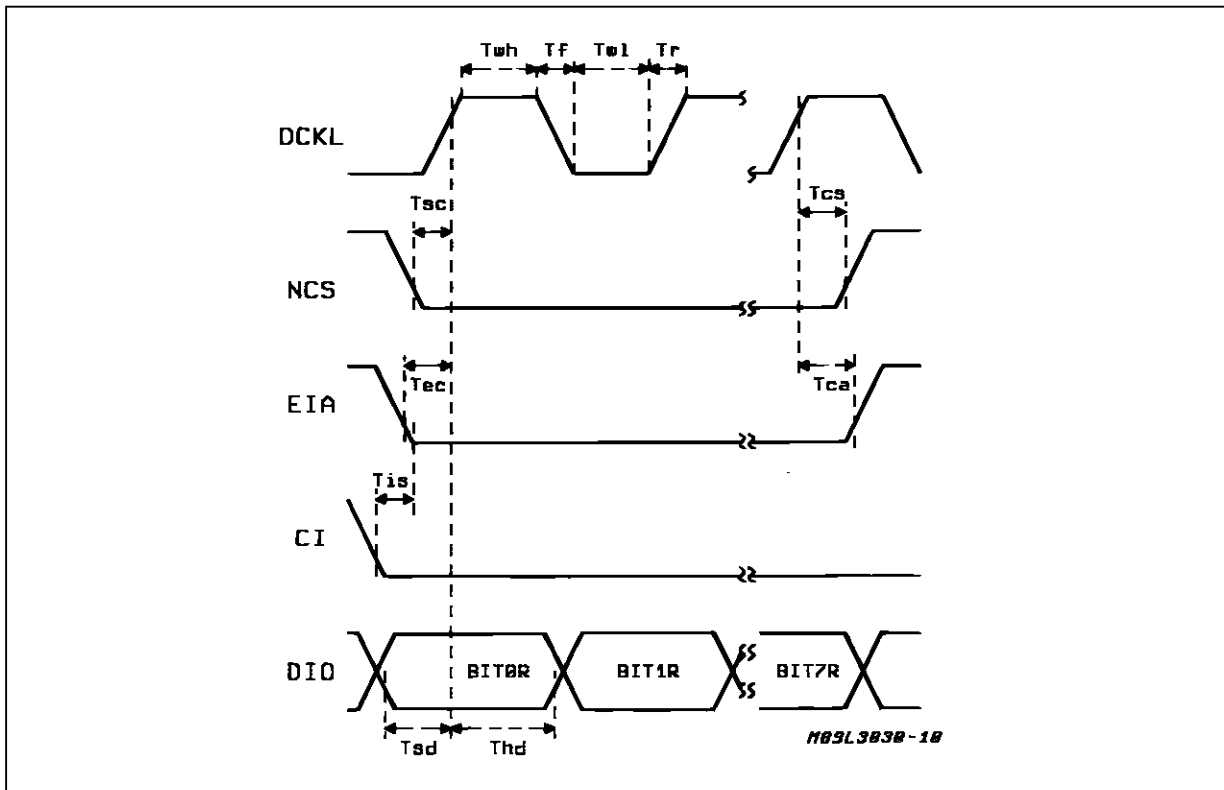 Twh Tf Twl Tr
DCKL
Tsc
Tcs
NCS
Tec
Tca
EIA
Tis
CI
DIO
BIT0R
BIT1R
BIT7R
Tsd
Thd
M09L3030-10